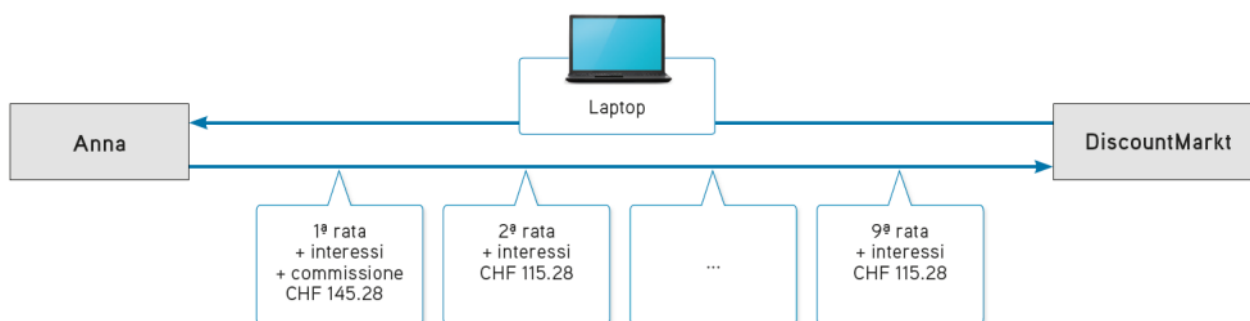 Laptop
Anna
DiscountMarkt
1ª rata
+ interessi
+ commissione
CHF 145.28
2ª rata
+ interessi
CHF 115.28
...
9ª rata
+ interessi
CHF 115.28